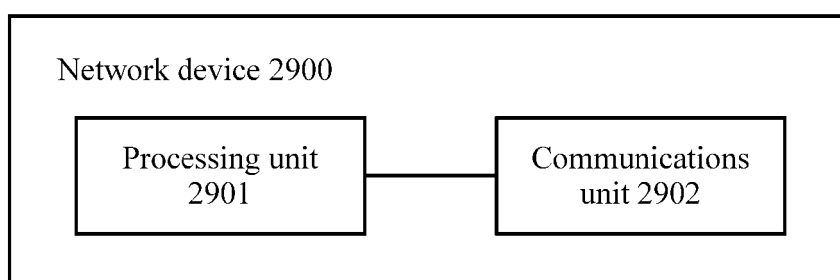 Network device 2900
Processing unit
2901
Communications
unit 2902